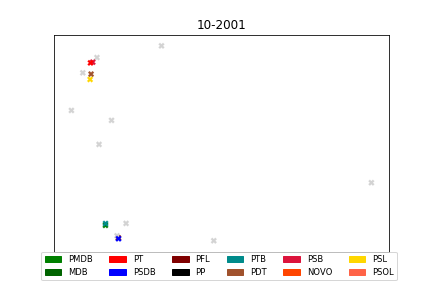 10-2001
PMDB PT PFL PTB PSB PSL
MDB PSDB PP PDT NOVO PSOL